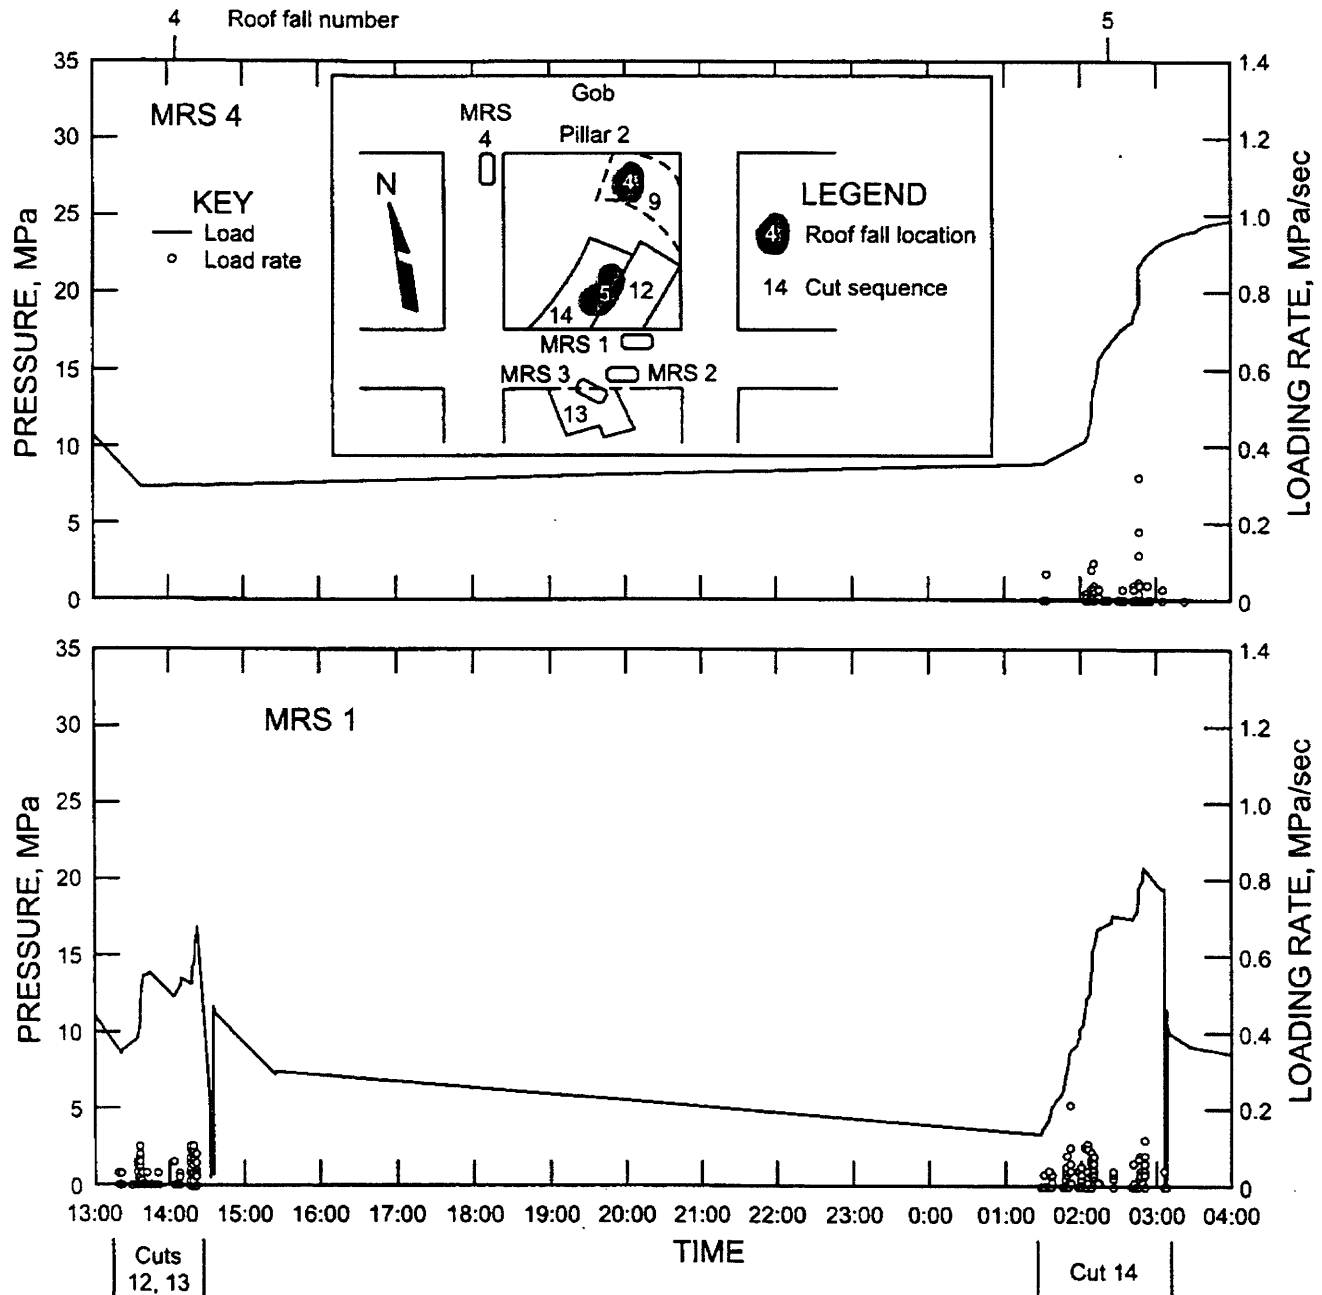 4 Roof fall number 5
35 1.4
MRS 4
30 1.2
KEY
Load
Load rate
25 1.0
20 0.8
15 0.6
10 0.4
5 0.2
0 0
PRESSURE, MPa
LOADING RATE, MPa/sec
Gob
MRS
4
Pillar 2
N
4
9
5
12
14
MRS 1
MRS 3
MRS 2
13
LEGEND
4 Roof fall location
14 Cut sequence
35 1.4
MRS 1
30 1.2
25 1.0
20 0.8
15 0.6
10 0.4
5 0.2
0 0
PRESSURE, MPa
LOADING RATE, MPa/sec
13:00 14:00 15:00 16:00 17:00 18:00 19:00 20:00 21:00 22:00 23:00 0:00 01:00 02:00 03:00 04:00
TIME
Cuts
12, 13
Cut 14